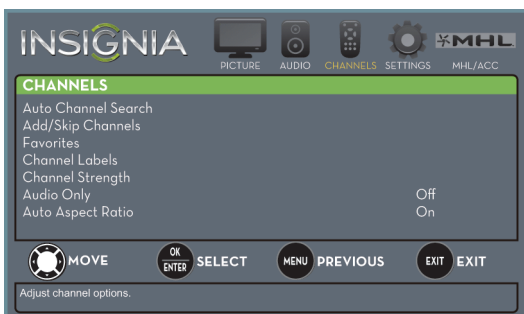 INSIGNIA
PICTURE AUDIO CHANNELS SETTINGS MHL MHL/ACC
CHANNELS
Auto Channel Search
Add/Skip Channels
Favorites
Channel Labels
Channel Strength
Audio Only Off
Auto Aspect Ratio On
MOVE OK ENTER SELECT MENU PREVIOUS EXIT EXIT
Adjust channel options.